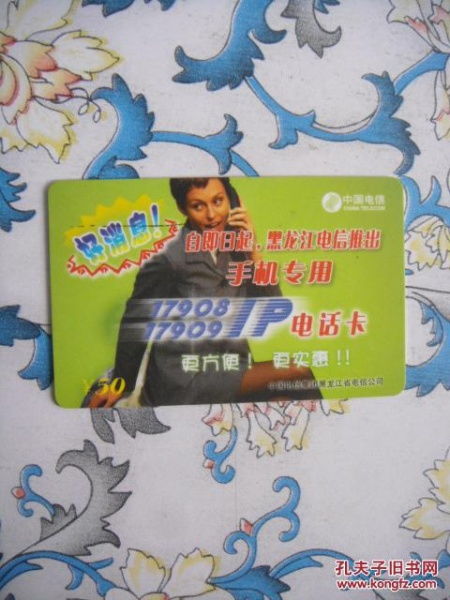 中国电信
CHINA TELECOM
好消息！
自即日起，黑龙江电信推出
手机专用
17908
17909 IP 电话卡
更方便！ 更实惠！！
¥50
中国电信集团黑龙江省电信公司
孔夫子旧书网
www.kongfz.com